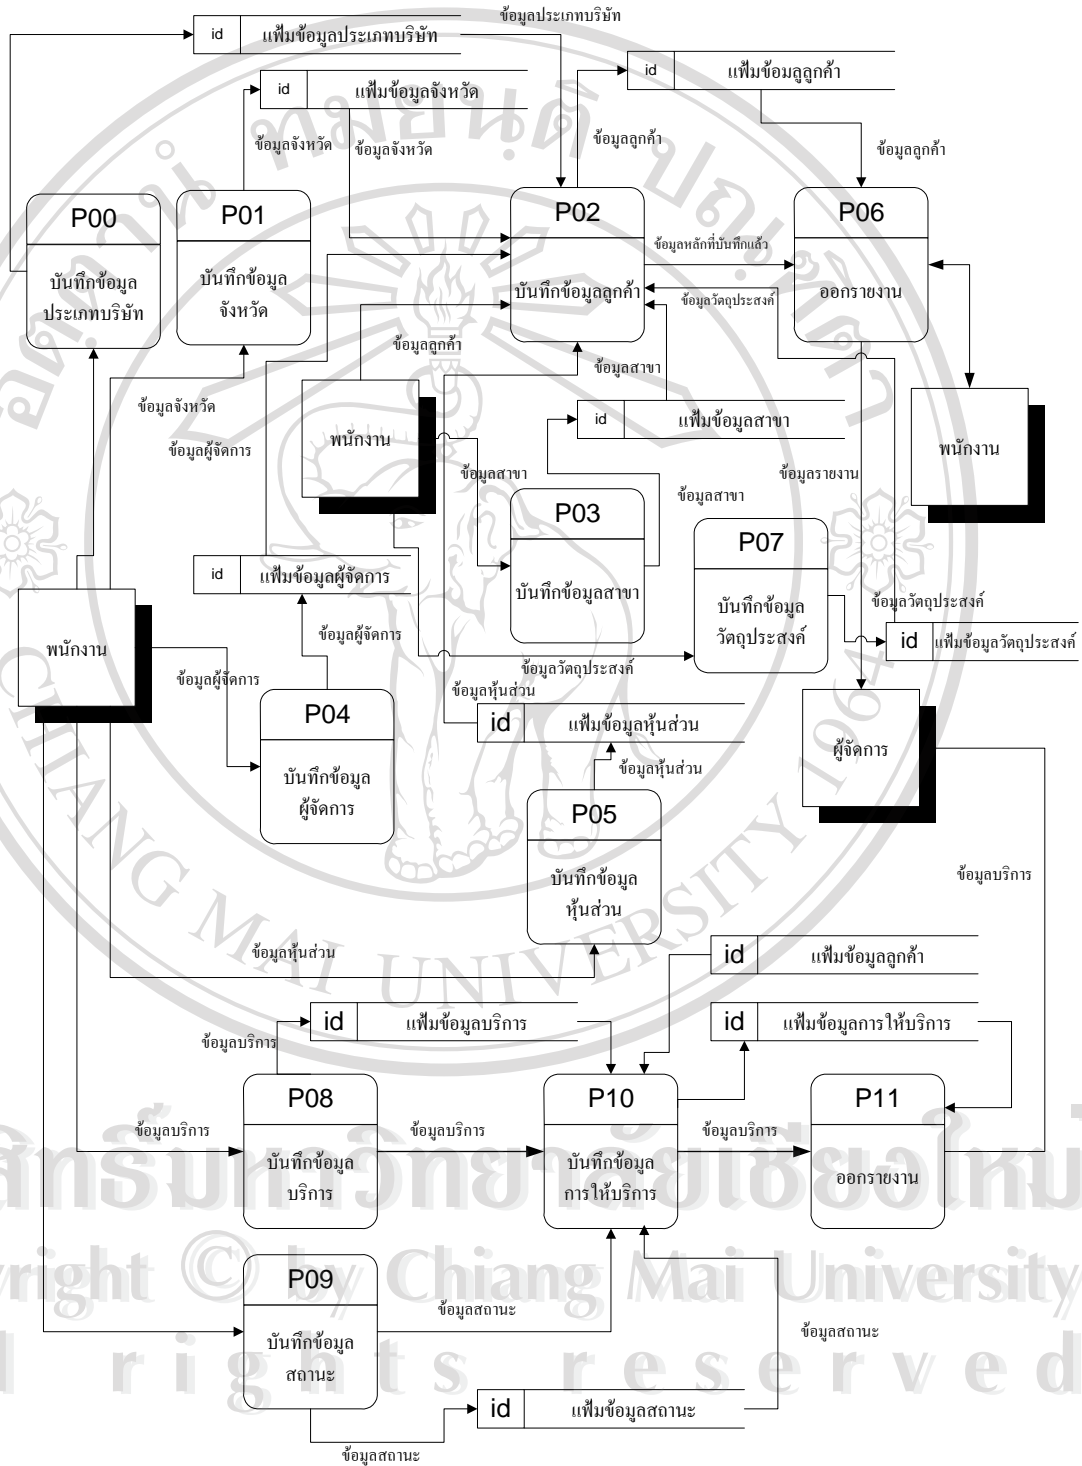 ข้อมูลประเภทบริษัท
id แฟ้มข้อมูลประเภทบริษัท
id แฟ้มข้อมลูลูกค้า
id แฟ้มข้อมูลจังหวัด
ข้อมูลจังหวัด
ข้อมูลจังหวัด
ข้อมูลลูกค้า
ข้อมูลลูกค้า
P00
บันทึกข้อมูล
ประเภทบริษัท
P01
บันทึกข้อมูล
จังหวัด
P02
บันทึกข้อมูลลูกค้า
P06
ออกรายงาน
ข้อมูลหลักที่บันทึกแล้ว
ข้อมูลวัตถุประสงค์
ข้อมูลลูกค้า
ข้อมูลสาขา
ข้อมูลจังหวัด
id แฟ้มข้อมูลสาขา
พนักงาน
พนักงาน
ข้อมูลผู้จัดการ
ข้อมูลสาขา
ข้อมูลสาขา
ข้อมูลรายงาน
P03
บันทึกข้อมูลสาขา
P07
บันทึกข้อมูล
วัตถุประสงค์
id แฟ้มข้อมูลผู้จัดการ
ข้อมูลวัตถุประสงค์
id แฟ้มข้อมูลวัตถุประสงค์
พนักงาน
ข้อมูลผู้จัดการ
ข้อมูลผู้จัดการ
ข้อมูลวัตถุประสงค์
ข้อมูลหุ้นส่วน
P04
บันทึกข้อมูล
ผู้จัดการ
id แฟ้มข้อมูลหุ้นส่วน
ผู้จัดการ
ข้อมูลหุ้นส่วน
P05
บันทึกข้อมูล
หุ้นส่วน
ข้อมูลบริการ
ข้อมูลหุ้นส่วน
id แฟ้มข้อมูลลูกค้า
id แฟ้มข้อมูลบริการ
id แฟ้มข้อมูลการให้บริการ
ข้อมูลบริการ
P08
บันทึกข้อมูล
บริการ
P10
บันทึกข้อมูล
การให้บริการ
P11
ออกรายงาน
ข้อมูลบริการ
ข้อมูลบริการ
ข้อมูลบริการ
P09
บันทึกข้อมูล
สถานะ
ข้อมูลสถานะ
ข้อมูลสถานะ
id แฟ้มข้อมูลสถานะ
ข้อมูลสถานะ
CHIANG MAI UNIVERSITY 1964
right © by Chiang Mai University
rights reserved